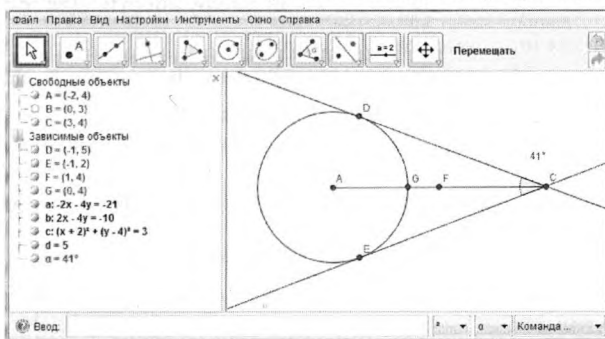 Файл Правка Вид Настройки Инструменты Окно Справка
A
α
a=2
Перемещать
Свободные объекты
A = (-2, 4)
B = (0, 3)
C = (3, 4)
Зависимые объекты
D = (-1, 5)
E = (-1, 2)
F = (1, 4)
G = (0, 4)
a: -2x - 4y = -21
b: 2x - 4y = -10
c: (x + 2)² + (y - 4)² = 3
d = 5
α = 41°
D
41°
A G F C
E
Ввод:
² α Команда ...